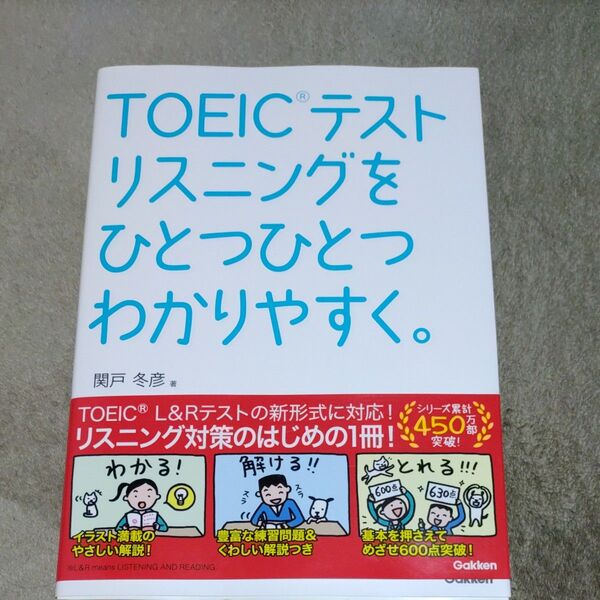 TOEIC®テスト
リスニングを
ひとつひとつ
わかりやすく。
関戸 冬彦 著
TOEIC® L&Rテストの新形式に対応！
リスニング対策のはじめの1冊！
シリーズ累計
450万部
突破！
わかる！
イラスト満載の
やさしい解説！
解ける！！
スラ
スラ
豊富な練習問題&
くわしい解説つき
とれる！！！
600点
630点
基本を押さえて
めざせ600点突破！
※L&R means LISTENING AND READING.
Gakken
Gakken